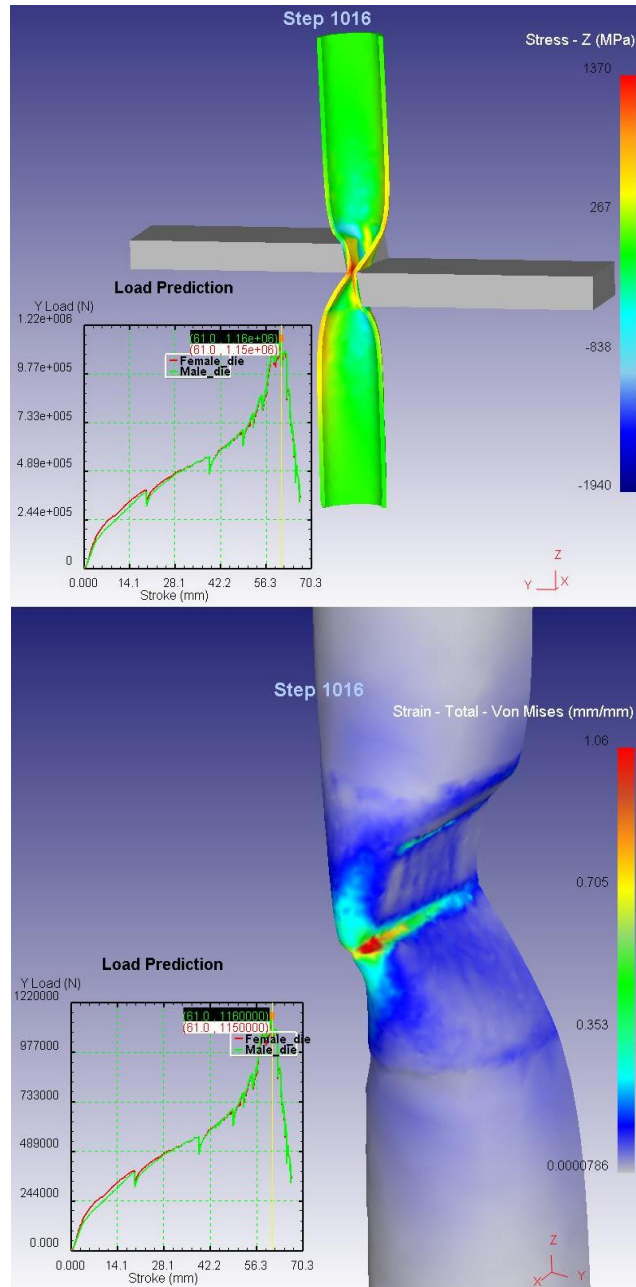 Step 1016
Stress - Z (MPa)
1370
267
-838
-1940
Load Prediction
Y Load (N)
1.22e+006
9.77e+005
7.33e+005
4.89e+005
2.44e+005
0
(61.0 , 1.16e+06)
(61.0 , 1.15e+06)
Female_die
Male_die
0.000 14.1 28.1 42.2 56.3 70.3
Stroke (mm)
Z
Y X
Step 1016
Strain - Total - Von Mises (mm/mm)
1.06
0.705
0.353
0.0000786
Load Prediction
Y Load (N)
1220000
977000
733000
489000
244000
0.000
(61.0 , 1160000)
(61.0 , 1150000)
Female_die
Male_die
0.000 14.1 28.1 42.2 56.3 70.3
Stroke (mm)
Z
X Y